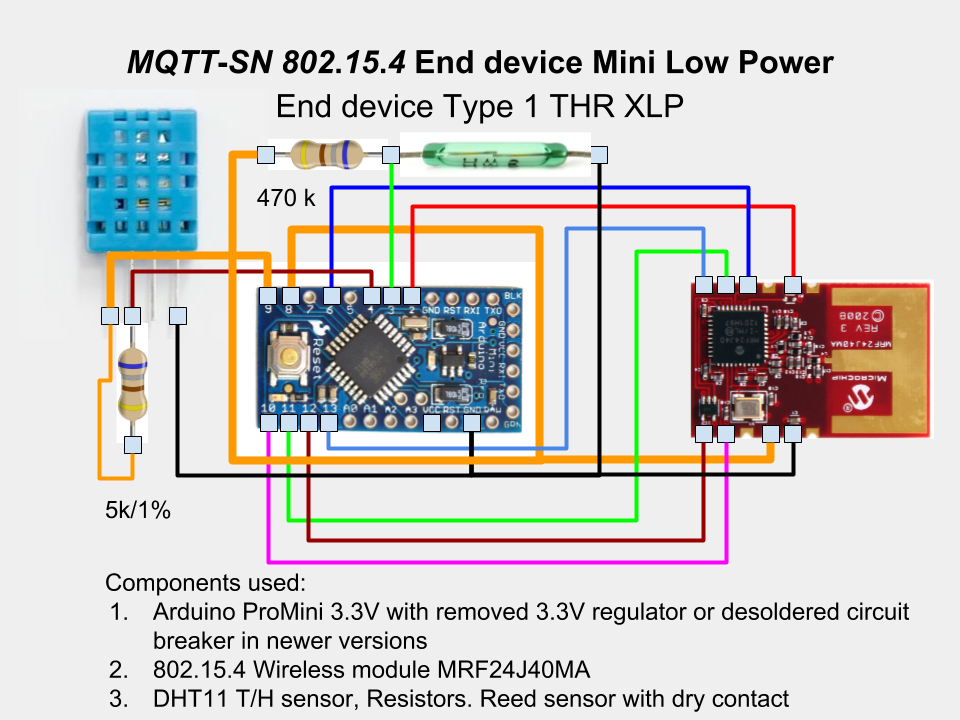 MQTT-SN 802.15.4 End device Mini Low Power
End device Type 1 THR XLP
470 k
9 8 7 6 5 4 3 2 GND RST RXI TXO
BLK
Reset
Arduino
10 11 12 13 A0 A1 A2 A3 VCC RST GND RAW
REV 3
© 2008
MRF24J40MA
MICROCHIP
5k/1%
Components used:
1. Arduino ProMini 3.3V with removed 3.3V regulator or desoldered circuit
breaker in newer versions
2. 802.15.4 Wireless module MRF24J40MA
3. DHT11 T/H sensor, Resistors. Reed sensor with dry contact